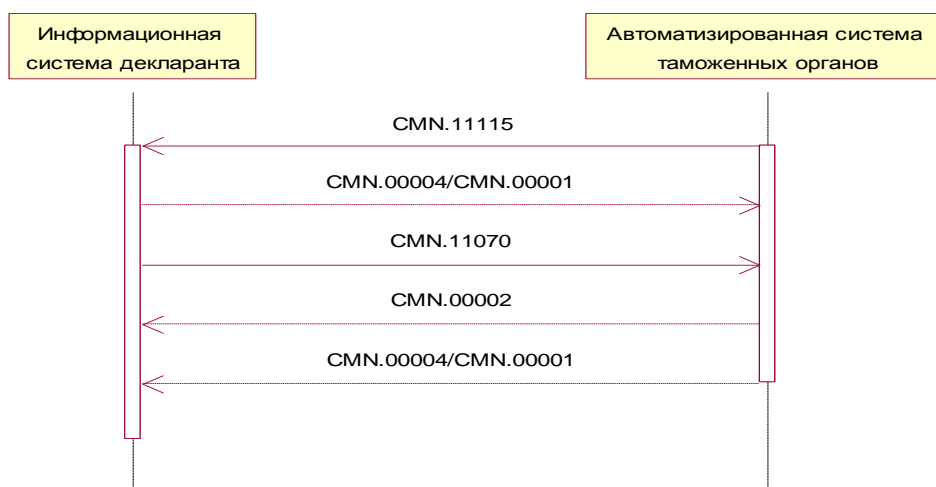 Информационная
система декларанта
Автоматизированная система
таможенных органов
CMN.11115
CMN.00004/CMN.00001
CMN.11070
CMN.00002
CMN.00004/CMN.00001